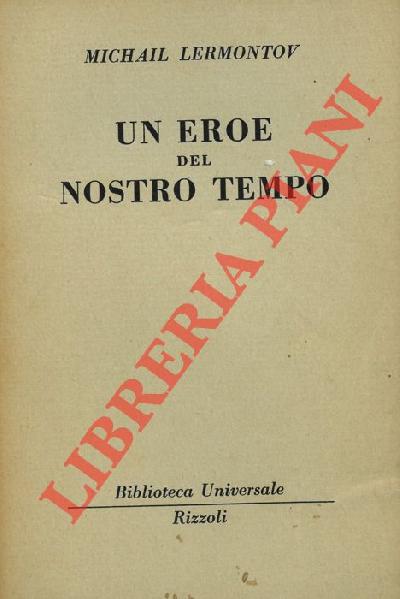 MICHAIL LERMONTOV
UN EROE
DEL
NOSTRO TEMPO
LIBRERIA PIANI
Biblioteca Universale
Rizzoli